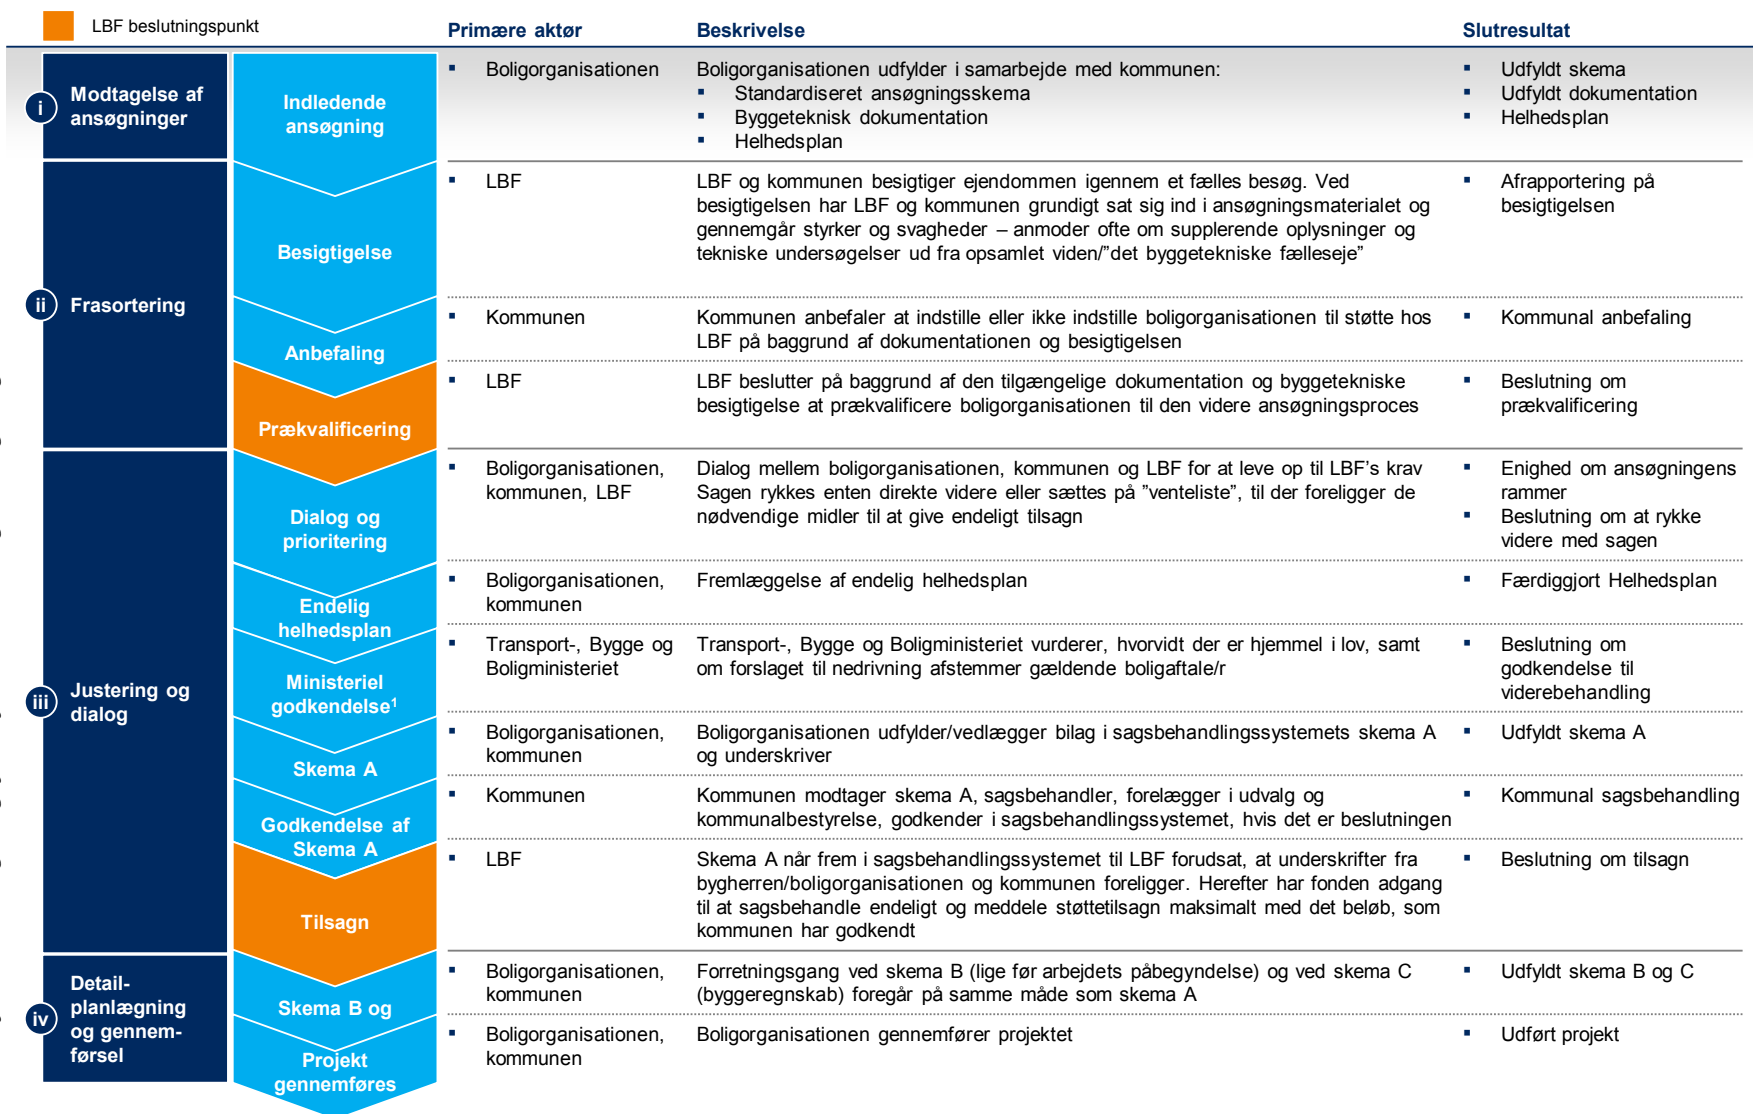 LBF beslutningspunkt
Primære aktør
Beskrivelse
Slutresultat
i
Modtagelse af
ansøgninger
Indledende
ansøgning
▪ Boligorganisationen
Boligorganisationen udfylder i samarbejde med kommunen:
▪ Standardiseret ansøgningsskema
▪ Byggeteknisk dokumentation
▪ Helhedsplan
▪ Udfyldt skema
▪ Udfyldt dokumentation
▪ Helhedsplan
ii
Frasortering
Besigtigelse
▪ LBF
LBF og kommunen besigtiger ejendommen igennem et fælles besøg. Ved
besigtigelsen har LBF og kommunen grundigt sat sig ind i ansøgningsmaterialet og
gennemgår styrker og svagheder – anmoder ofte om supplerende oplysninger og
tekniske undersøgelser ud fra opsamlet viden/”det byggetekniske fælleseje”
▪ Afrapportering på
besigtigelsen
Anbefaling
▪ Kommunen
Kommunen anbefaler at indstille eller ikke indstille boligorganisationen til støtte hos
LBF på baggrund af dokumentationen og besigtigelsen
▪ Kommunal anbefaling
Prækvalificering
▪ LBF
LBF beslutter på baggrund af den tilgængelige dokumentation og byggetekniske
besigtigelse at prækvalificere boligorganisationen til den videre ansøgningsproces
▪ Beslutning om
prækvalificering
iii
Justering og
dialog
Dialog og
prioritering
▪ Boligorganisationen,
kommunen, LBF
Dialog mellem boligorganisationen, kommunen og LBF for at leve op til LBF’s krav
Sagen rykkes enten direkte videre eller sættes på ”venteliste”, til der foreligger de
nødvendige midler til at give endeligt tilsagn
▪ Enighed om ansøgningens
rammer
▪ Beslutning om at rykke
videre med sagen
Endelig
helhedsplan
▪ Boligorganisationen,
kommunen
Fremlæggelse af endelig helhedsplan
▪ Færdiggjort Helhedsplan
Ministeriel
godkendelse¹
▪ Transport-, Bygge og
Boligministeriet
Transport-, Bygge og Boligministeriet vurderer, hvorvidt der er hjemmel i lov, samt
om forslaget til nedrivning afstemmer gældende boligaftale/r
▪ Beslutning om
godkendelse til
viderebehandling
Skema A
▪ Boligorganisationen,
kommunen
Boligorganisationen udfylder/vedlægger bilag i sagsbehandlingssystemets skema A
og underskriver
▪ Udfyldt skema A
Godkendelse af
Skema A
▪ Kommunen
Kommunen modtager skema A, sagsbehandler, forelægger i udvalg og
kommunalbestyrelse, godkender i sagsbehandlingssystemet, hvis det er beslutningen
▪ Kommunal sagsbehandling
Tilsagn
▪ LBF
Skema A når frem i sagsbehandlingssystemet til LBF forudsat, at underskrifter fra
bygherren/boligorganisationen og kommunen foreligger. Herefter har fonden adgang
til at sagsbehandle endeligt og meddele støttetilsagn maksimalt med det beløb, som
kommunen har godkendt
▪ Beslutning om tilsagn
iv
Detail-
planlægning
og gennem-
førsel
Skema B og
▪ Boligorganisationen,
kommunen
Forretningsgang ved skema B (lige før arbejdets påbegyndelse) og ved skema C
(byggeregnskab) foregår på samme måde som skema A
▪ Udfyldt skema B og C
Projekt
gennemføres
▪ Boligorganisationen,
kommunen
Boligorganisationen gennemfører projektet
▪ Udført projekt